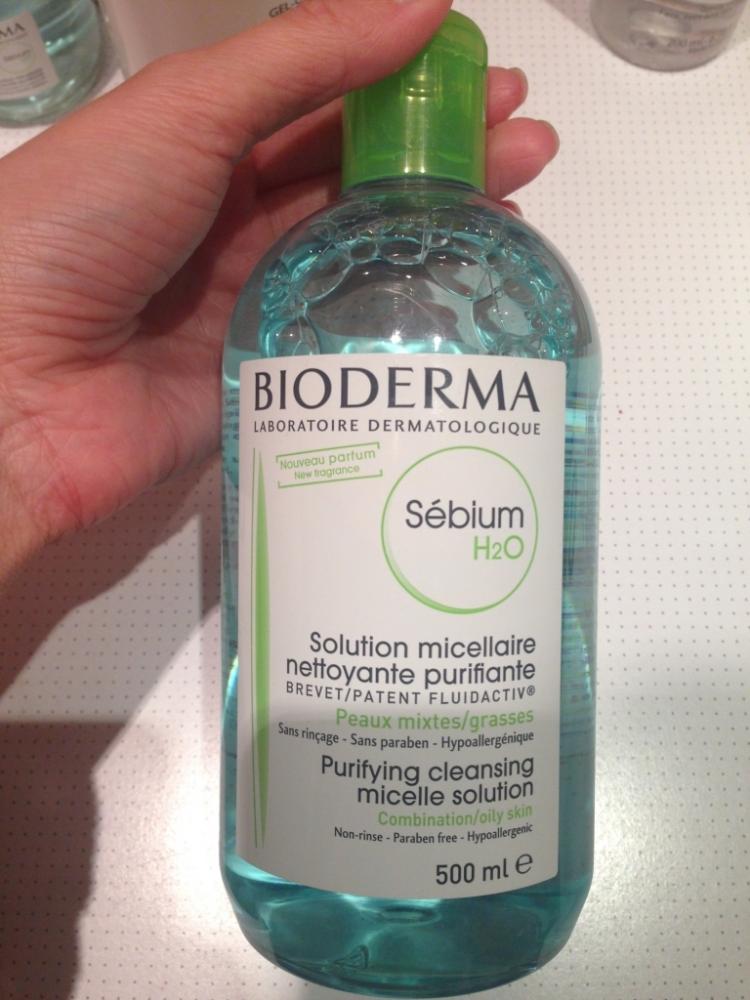 GEL
BIODERMA
LABORATOIRE DERMATOLOGIQUE
Nouveau parfum
New fragrance
Sébium
H2O
Solution micellaire
nettoyante purifiante
BREVET/PATENT FLUIDACTIV®
Peaux mixtes/grasses
Sans rinçage - Sans paraben - Hypoallergénique
Purifying cleansing
micelle solution
Combination/oily skin
Non-rinse - Paraben free - Hypoallergenic
500 ml e